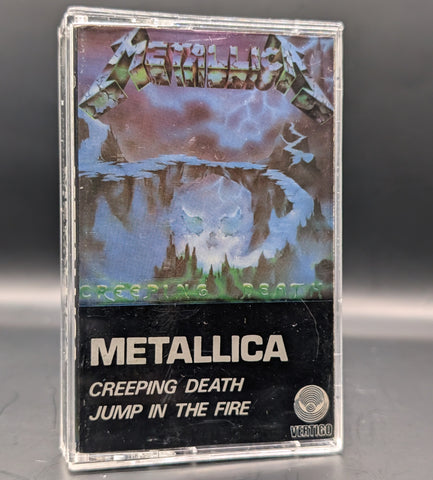 METALLICA
CREEPING DEATH
METALLICA
CREEPING DEATH
JUMP IN THE FIRE
VERTIGO